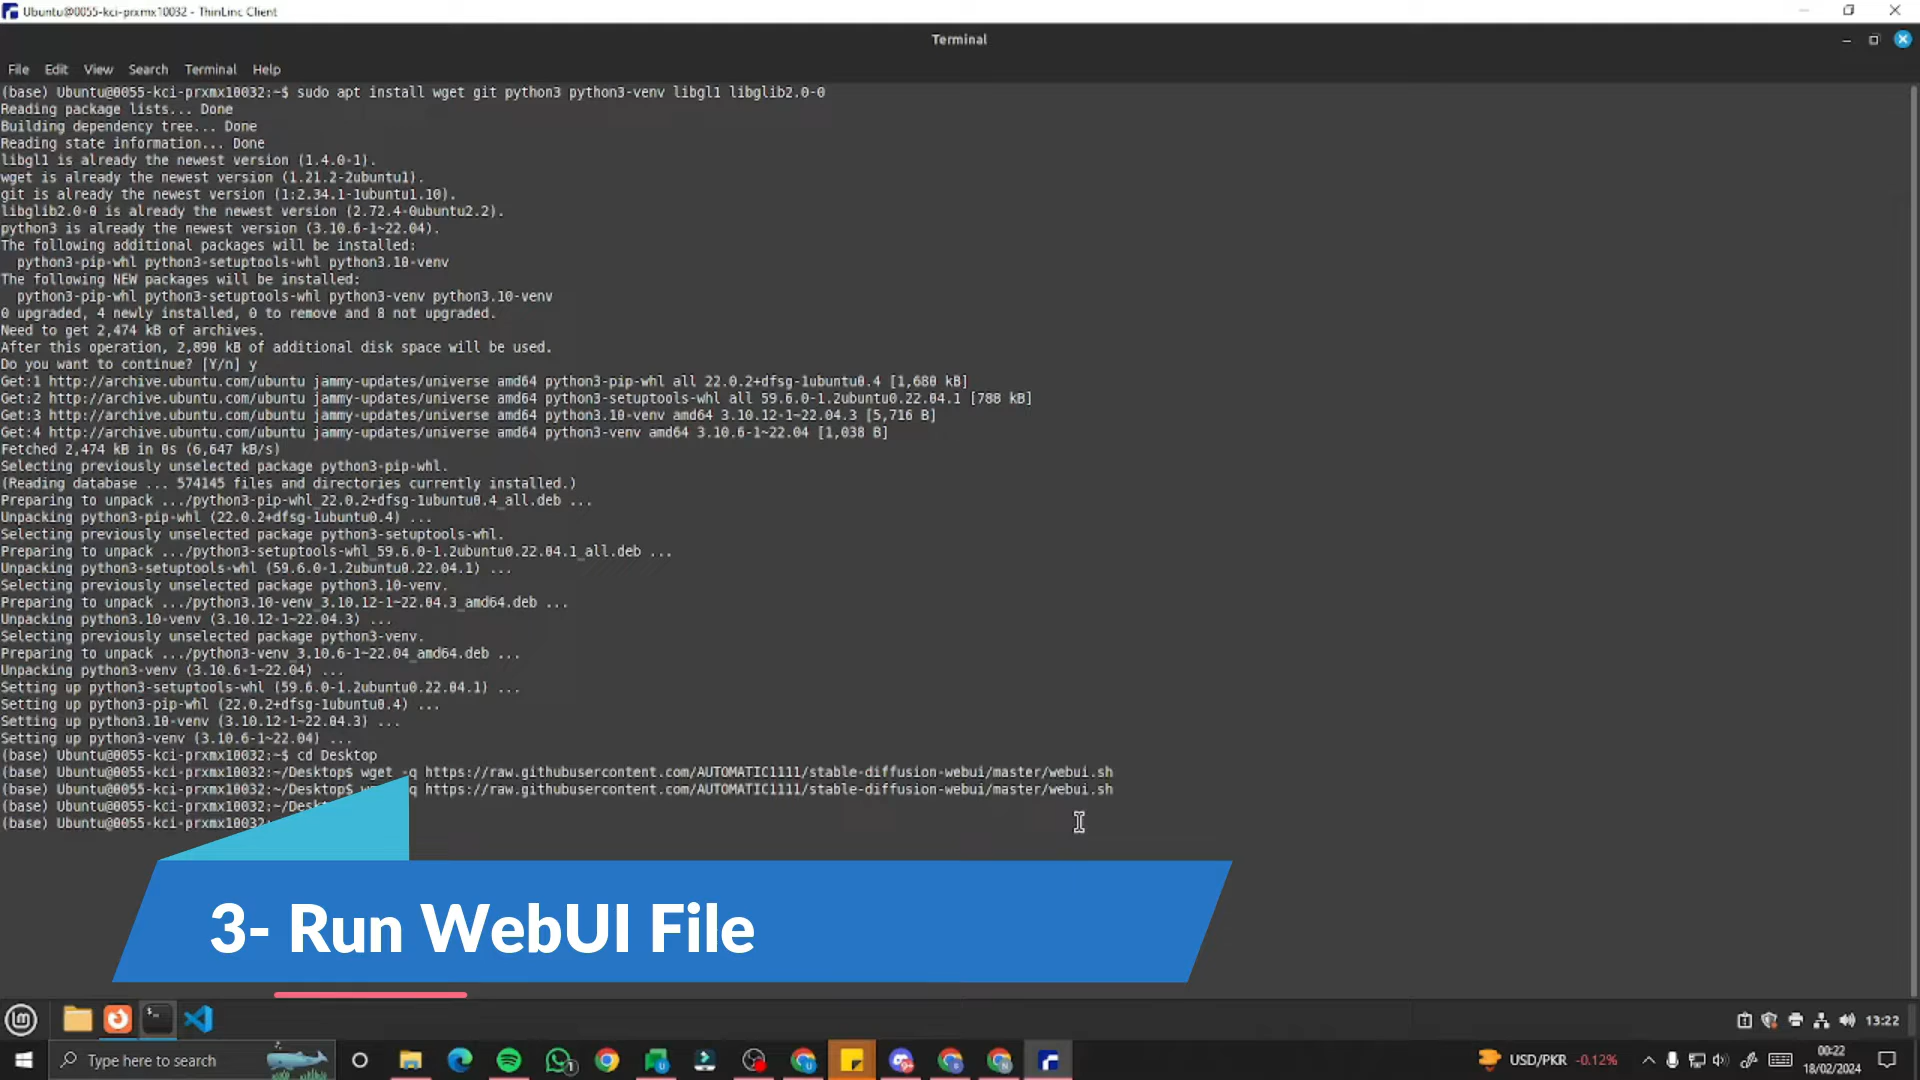 Ubuntu@0055-kci-prxmx10032 - ThinLinc Client
Terminal
File Edit View Search Terminal Help
(base) Ubuntu@0055-kci-prxmx10032:~$ sudo apt install wget git python3 python3-venv libgl1 libglib2.0-0
Reading package lists... Done
Building dependency tree... Done
Reading state information... Done
libgl1 is already the newest version (1.4.0-1).
wget is already the newest version (1.21.2-2ubuntu1).
git is already the newest version (1:2.34.1-1ubuntu1.10).
libglib2.0-0 is already the newest version (2.72.4-0ubuntu2.2).
python3 is already the newest version (3.10.6-1~22.04).
The following additional packages will be installed:
python3-pip-whl python3-setuptools-whl python3.10-venv
The following NEW packages will be installed:
python3-pip-whl python3-setuptools-whl python3-venv python3.10-venv
0 upgraded, 4 newly installed, 0 to remove and 8 not upgraded.
Need to get 2,474 kB of archives.
After this operation, 2,890 kB of additional disk space will be used.
Do you want to continue? [Y/n] y
Get:1 http://archive.ubuntu.com/ubuntu jammy-updates/universe amd64 python3-pip-whl all 22.0.2+dfsg-1ubuntu0.4 [1,680 kB]
Get:2 http://archive.ubuntu.com/ubuntu jammy-updates/universe amd64 python3-setuptools-whl all 59.6.0-1.2ubuntu0.22.04.1 [788 kB]
Get:3 http://archive.ubuntu.com/ubuntu jammy-updates/universe amd64 python3.10-venv amd64 3.10.12-1~22.04.3 [5,716 B]
Get:4 http://archive.ubuntu.com/ubuntu jammy-updates/universe amd64 python3-venv amd64 3.10.6-1~22.04 [1,038 B]
Fetched 2,474 kB in 0s (6,647 kB/s)
Selecting previously unselected package python3-pip-whl.
(Reading database ... 574145 files and directories currently installed.)
Preparing to unpack .../python3-pip-whl_22.0.2+dfsg-1ubuntu0.4_all.deb ...
Unpacking python3-pip-whl (22.0.2+dfsg-1ubuntu0.4) ...
Selecting previously unselected package python3-setuptools-whl.
Preparing to unpack .../python3-setuptools-whl_59.6.0-1.2ubuntu0.22.04.1_all.deb ...
Unpacking python3-setuptools-whl (59.6.0-1.2ubuntu0.22.04.1) ...
Selecting previously unselected package python3.10-venv.
Preparing to unpack .../python3.10-venv_3.10.12-1~22.04.3_amd64.deb ...
Unpacking python3.10-venv (3.10.12-1~22.04.3) ...
Selecting previously unselected package python3-venv.
Preparing to unpack .../python3-venv_3.10.6-1~22.04_amd64.deb ...
Unpacking python3-venv (3.10.6-1~22.04) ...
Setting up python3-setuptools-whl (59.6.0-1.2ubuntu0.22.04.1) ...
Setting up python3-pip-whl (22.0.2+dfsg-1ubuntu0.4) ...
Setting up python3.10-venv (3.10.12-1~22.04.3) ...
Setting up python3-venv (3.10.6-1~22.04) ...
(base) Ubuntu@0055-kci-prxmx10032:~$ cd Desktop
(base) Ubuntu@0055-kci-prxmx10032:~/Desktop$ wget -q https://raw.githubusercontent.com/AUTOMATIC1111/stable-diffusion-webui/master/webui.sh
(base) Ubuntu@0055-kci-prxmx10032:~/Desktop$ q https://raw.githubusercontent.com/AUTOMATIC1111/stable-diffusion-webui/master/webui.sh
(base) Ubuntu@0055-kci-prxmx10032:~/Desk
(base) Ubuntu@0055-kci-prxmx10032:
3- Run WebUI File
13:22
Type here to search
USD/PKR -0.12%
00:22
18/02/2024